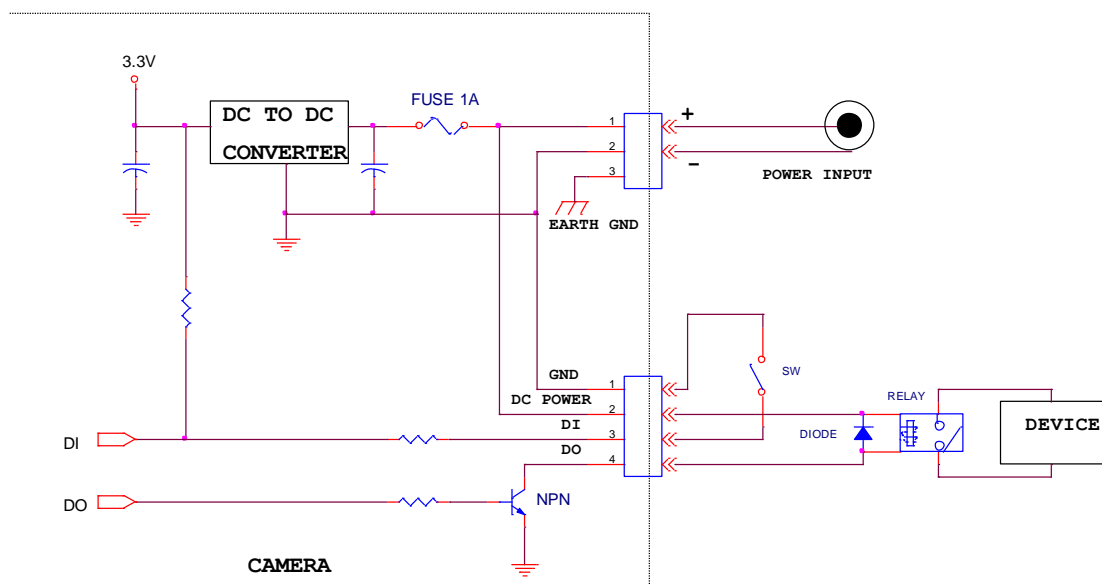 3.3V
FUSE 1A
DC TO DC
CONVERTER
1
+
2
-
3
POWER INPUT
EARTH GND
GND
1
DC POWER
2
DI
3
DO
4
SW
RELAY
DIODE
DEVICE
DI
DO
NPN
CAMERA